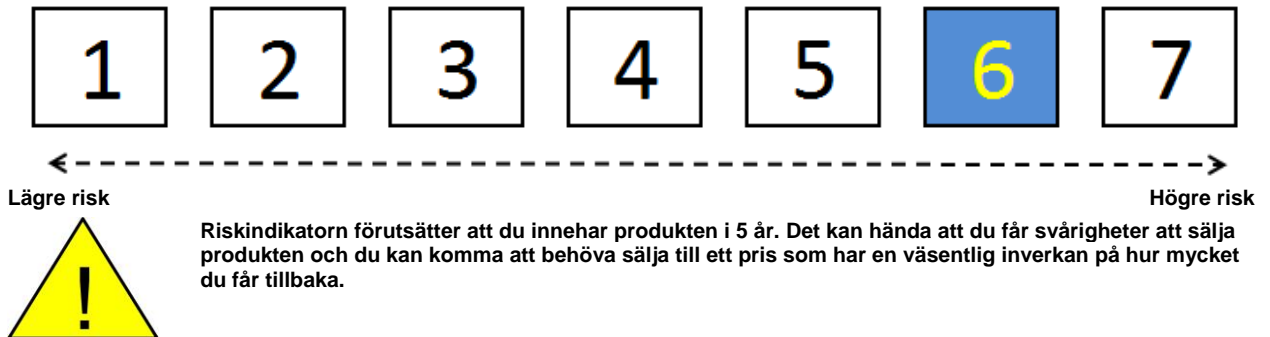 1 2 3 4 5 6 7
Lägre risk Högre risk
Riskindikatorn förutsätter att du innehar produkten i 5 år. Det kan hända att du får svårigheter att sälja
produkten och du kan komma att behöva sälja till ett pris som har en väsentlig inverkan på hur mycket
du får tillbaka.
!